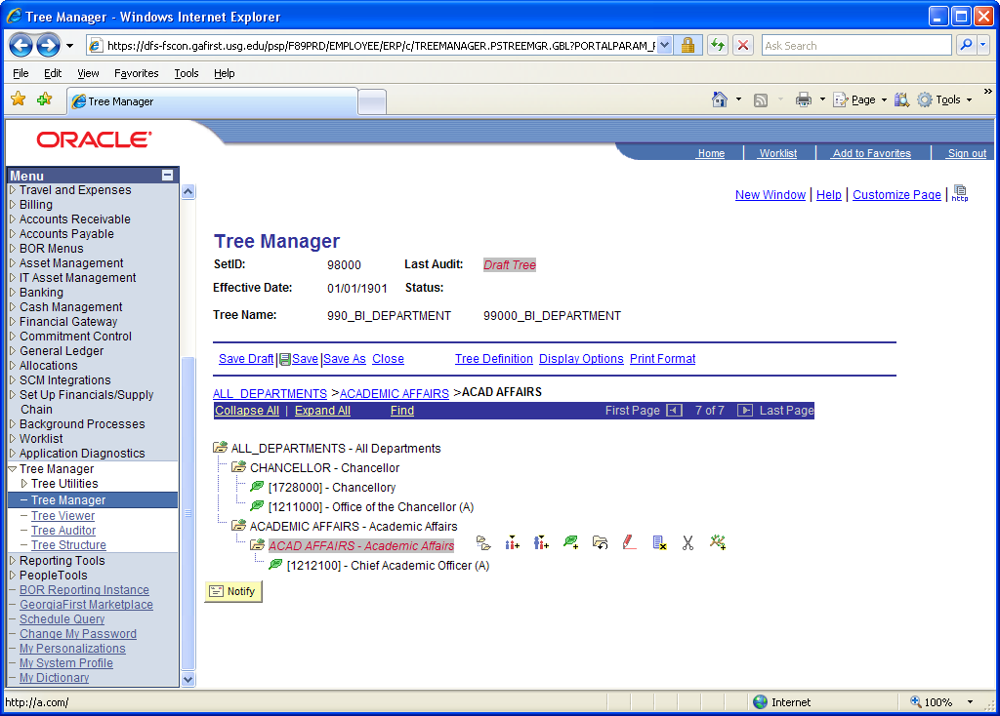 Tree Manager - Windows Internet Explorer
https://dfs-fscon.gafirst.usg.edu/psp/F89PRD/EMPLOYEE/ERP/c/TREEMANAGER.PSTREEMGR.GBL?PORTALPARAM_F
Ask Search
File Edit View Favorites Tools Help
Tree Manager
Page Tools »
ORACLE®
Home | Worklist | Add to Favorites | Sign out
Menu
Travel and Expenses
Billing
Accounts Receivable
Accounts Payable
BOR Menus
Asset Management
IT Asset Management
Banking
Cash Management
Financial Gateway
Commitment Control
General Ledger
Allocations
SCM Integrations
Set Up Financials/Supply
Chain
Background Processes
Worklist
Application Diagnostics
Tree Manager
Tree Utilities
– Tree Manager
– Tree Viewer
– Tree Auditor
– Tree Structure
Reporting Tools
PeopleTools
– BOR Reporting Instance
– GeorgiaFirst Marketplace
– Schedule Query
– Change My Password
– My Personalizations
– My System Profile
– My Dictionary
New Window | Help | Customize Page | http
Tree Manager
SetID: 98000 Last Audit: Draft Tree
Effective Date: 01/01/1901 Status:
Tree Name: 990_BI_DEPARTMENT 99000_BI_DEPARTMENT
Save Draft | Save | Save As Close Tree Definition Display Options Print Format
ALL_DEPARTMENTS >ACADEMIC AFFAIRS >ACAD AFFAIRS
Collapse All | Expand All Find First Page 7 of 7 Last Page
ALL_DEPARTMENTS - All Departments
CHANCELLOR - Chancellor
[1728000] - Chancellory
[1211000] - Office of the Chancellor (A)
ACADEMIC AFFAIRS - Academic Affairs
ACAD AFFAIRS - Academic Affairs
[1212100] - Chief Academic Officer (A)
Notify
http://a.com/ Internet 100%